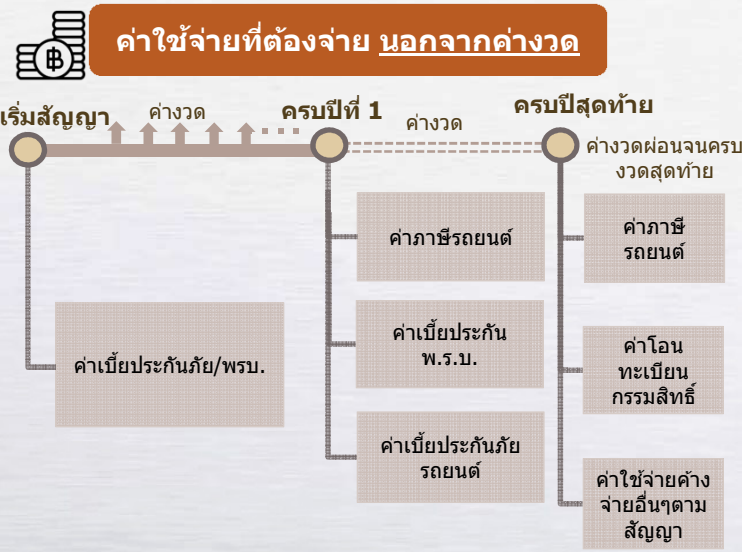 ค่าใช้จ่ายที่ต้องจ่าย นอกจากค่างวด
เริ่มสัญญา
ค่างวด
ครบปีที่ 1
ค่างวด
ครบปีสุดท้าย
ค่างวดผ่อนจนครบ
งวดสุดท้าย
ค่าเบี้ยประกันภัย/พรบ.
ค่าภาษีรถยนต์
ค่าเบี้ยประกัน
พ.ร.บ.
ค่าเบี้ยประกันภัย
รถยนต์
ค่าภาษี
รถยนต์
ค่าโอน
ทะเบียน
กรรมสิทธิ์
ค่าใช้จ่ายค้าง
จ่ายอื่นๆตาม
สัญญา